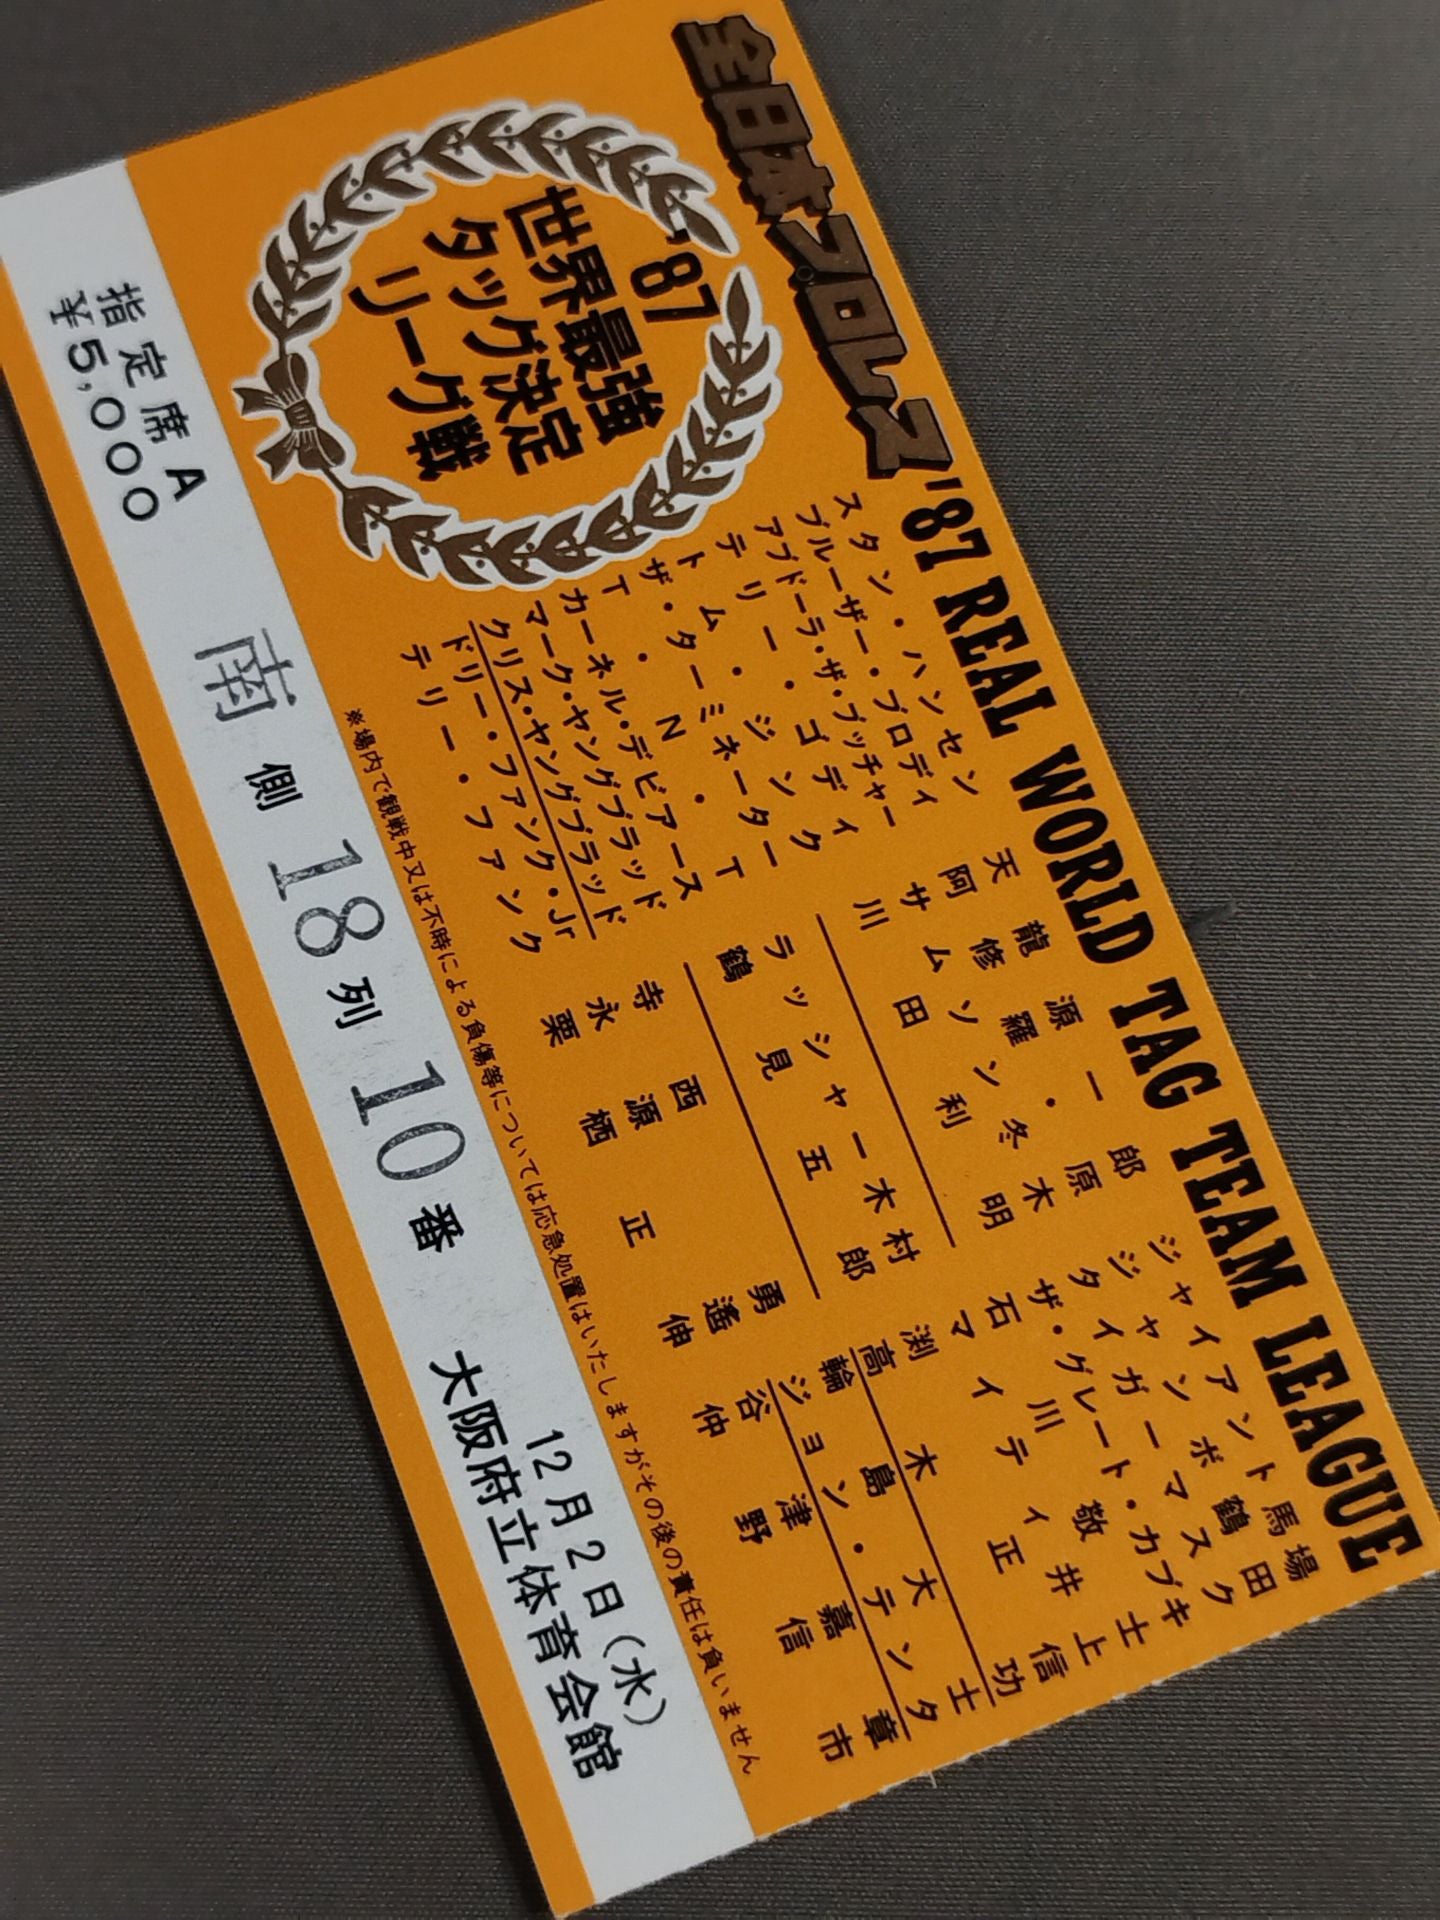 全日本プロレス
'87 REAL WORLD TAG TEAM LEAGUE
'87
世界最強
タッグ決定
リーグ戦
スタン・ハンセン
ブルーザー・ブロディ
アブドーラ・ザ・ブッチャー
テリー・ゴディ
トム・ジンク
ザ・ターミネーター
T・N・T
カーネル・デビアース
マーク・ヤングブラッド
クリス・ヤングブラッド
ドリー・ファンク・Jr
テリー・ファンク
天龍源一郎
阿修羅・原
サムソン・冬木
川田利明
ラッシャー木村
鶴見五郎
寺西勇
永源遙
栗栖正伸
ジャイアント馬場
ジャンボ鶴田
タイガーマスク
ザ・グレート・カブキ
石川敬士
マイティ井上
渕正信
高木功
輪島大士
ジョン・テンタ
谷津嘉章
仲野信市
※場内で観戦中又は不時による負傷等については応急処置はいたしますがその後の責任は負いません
指定席A
¥5,000
南側18列10番
12月2日(水)
大阪府立体育会館